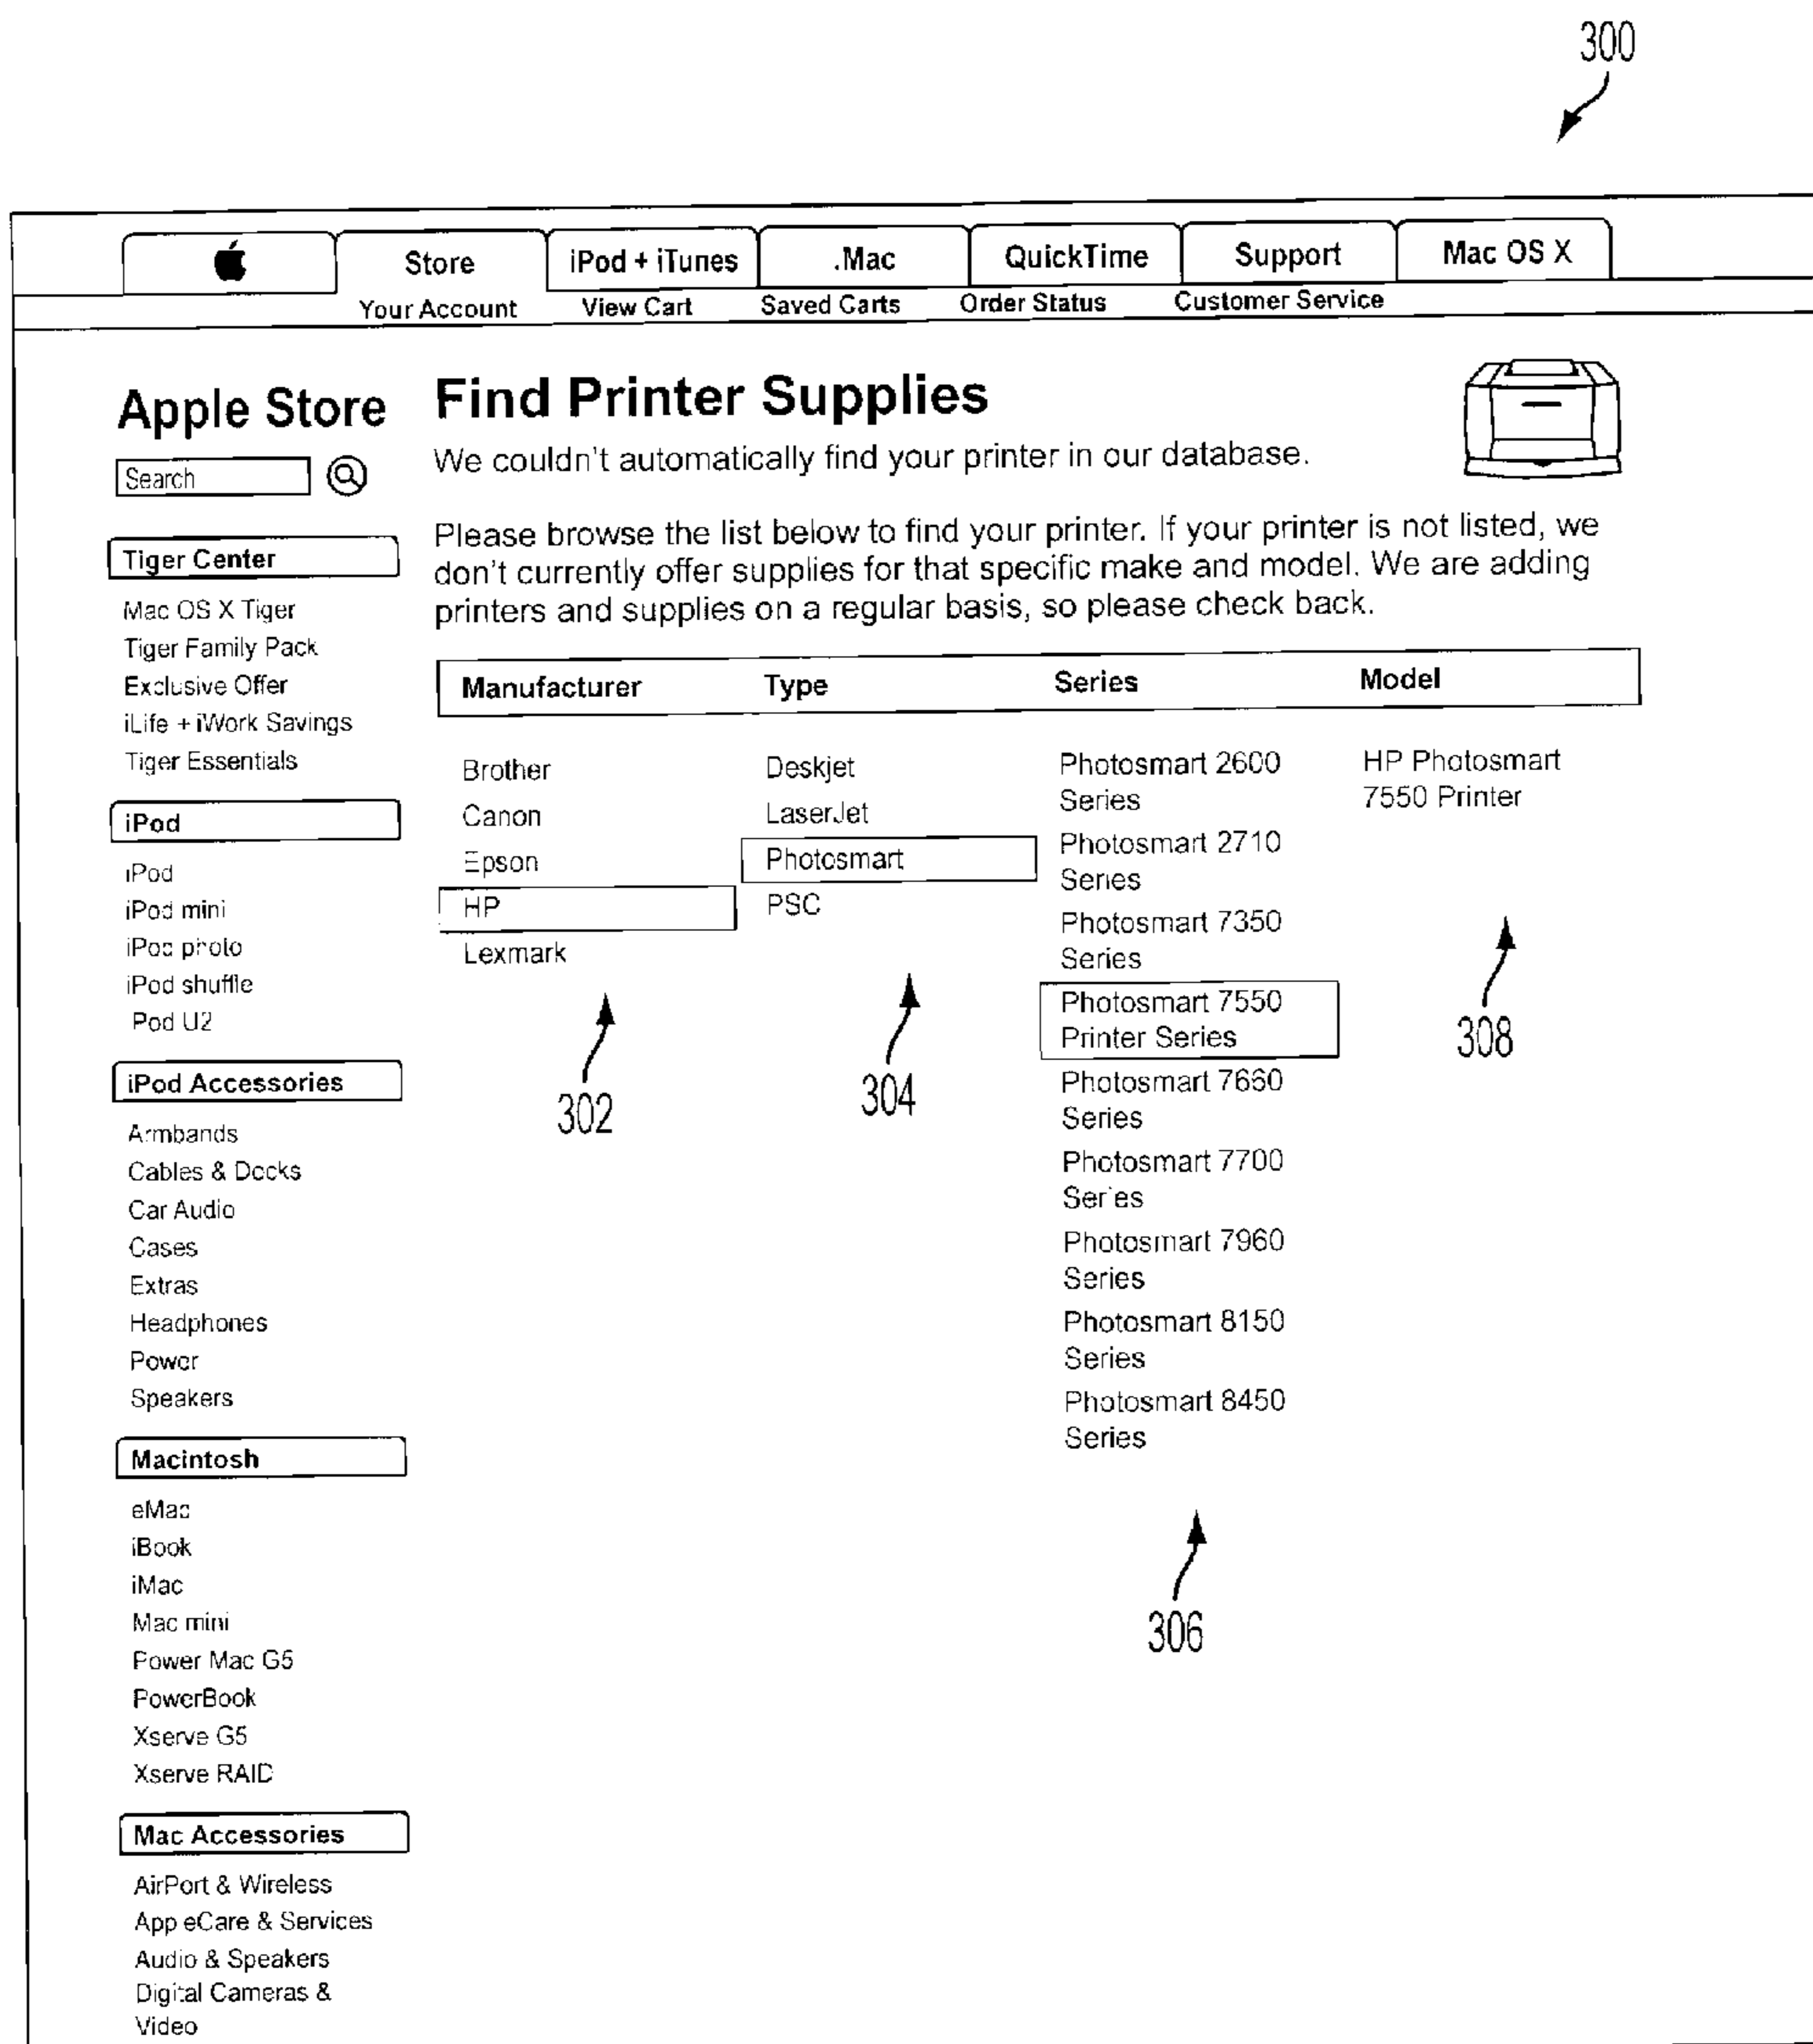 300
Store iPod + iTunes .Mac QuickTime Support Mac OS X
Your Account View Cart Saved Carts Order Status Customer Service
Apple Store
Search
Tiger Center
Mac OS X Tiger
Tiger Family Pack
Exclusive Offer
iLife + iWork Savings
Tiger Essentials
iPod
iPod
iPod mini
iPod photo
iPod shuffle
Pod U2
iPod Accessories
Armbands
Cables & Docks
Car Audio
Cases
Extras
Headphones
Power
Speakers
Macintosh
eMac
iBook
iMac
Mac mini
Power Mac G5
PowerBook
Xserve G5
Xserve RAID
Mac Accessories
AirPort & Wireless
AppleCare & Services
Audio & Speakers
Digital Cameras &
Video
Find Printer Supplies
We couldn't automatically find your printer in our database.
Please browse the list below to find your printer. If your printer is not listed, we
don't currently offer supplies for that specific make and model. We are adding
printers and supplies on a regular basis, so please check back.
Manufacturer Type Series Model
Brother
Canon
Epson
HP
Lexmark
302
Deskjet
LaserJet
Photosmart
PSC
304
Photosmart 2600
Series
Photosmart 2710
Series
Photosmart 7350
Series
Photosmart 7550
Printer Series
Photosmart 7660
Series
Photosmart 7700
Series
Photosmart 7960
Series
Photosmart 8150
Series
Photosmart 8450
Series
306
HP Photosmart
7550 Printer
308